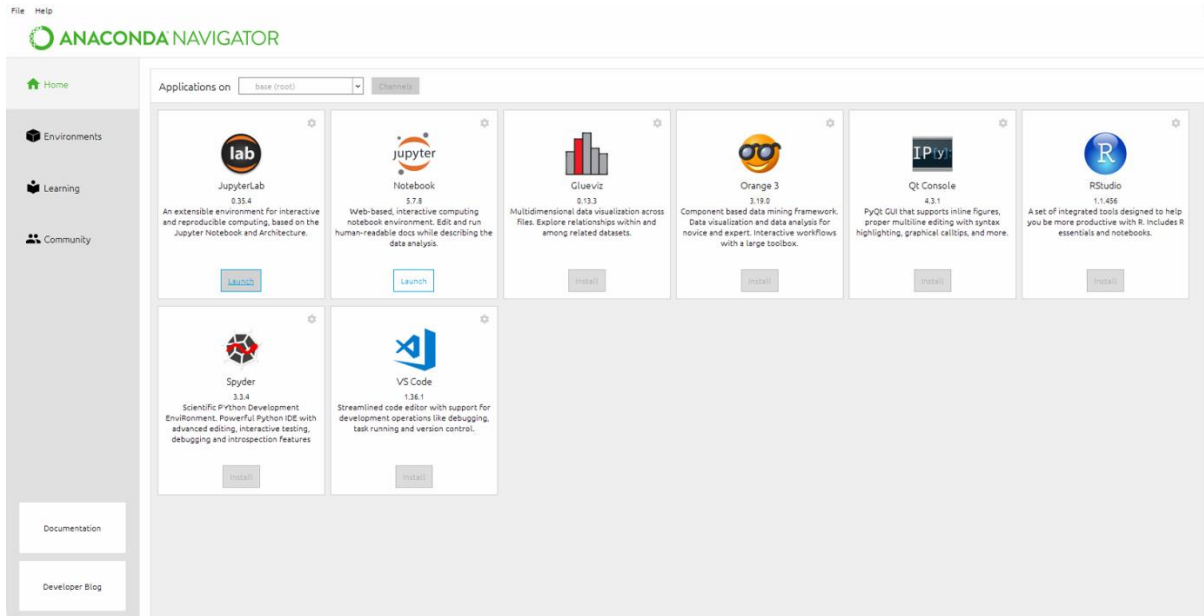 File Help
ANACONDA NAVIGATOR
Home
Environments
Learning
Community
Documentation
Developer Blog
Applications on base (root) Channels
lab
JupyterLab
0.35.4
An extensible environment for interactive
and reproducible computing, based on the
Jupyter Notebook and Architecture.
Launch
jupyter
Notebook
5.7.8
Web-based, interactive computing
notebook environment. Edit and run
human-readable docs while describing the
data analysis.
Launch
Glueviz
0.13.3
Multidimensional data visualization across
files. Explore relationships within and
among related datasets.
Install
Orange 3
3.19.0
Component based data mining framework.
Data visualization and data analysis for
novice and expert. Interactive workflows
with a large toolbox.
Install
IP[y]:
Qt Console
4.3.1
PyQt GUI that supports inline figures,
proper multiline editing with syntax
highlighting, graphical calltips, and more.
Install
R
RStudio
1.1.456
A set of integrated tools designed to help
you be more productive with R. Includes R
essentials and notebooks.
Install
Spyder
3.3.4
Scientific PYthon Development
EnviRonment. Powerful Python IDE with
advanced editing, interactive testing,
debugging and introspection features
Install
VS Code
1.36.1
Streamlined code editor with support for
development operations like debugging,
task running and version control.
Install